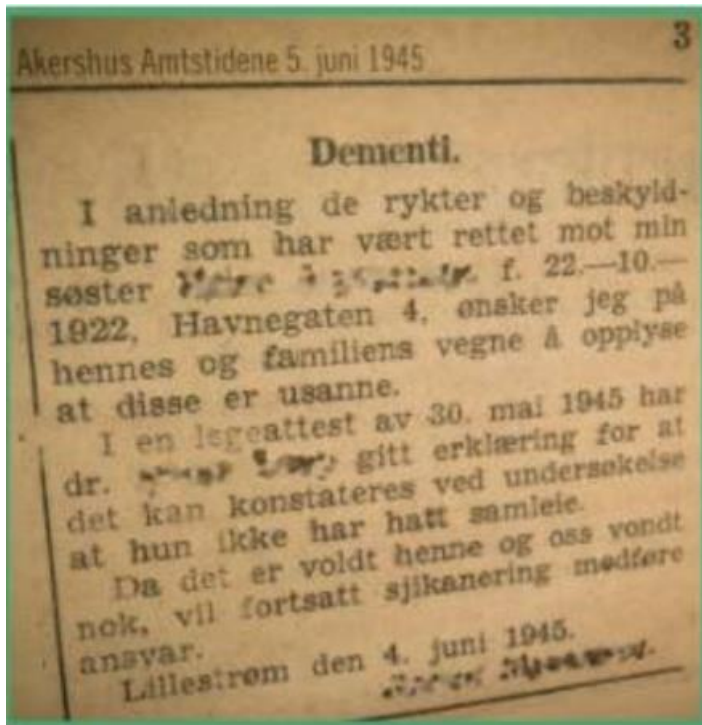 3
Akershus Amtstidene 5. juni 1945
Dementi.
I anledning de rykter og beskyld-
ninger som har vært rettet mot min
søster f. 22.—10.—
1922, Havnegaten 4, ønsker jeg på
hennes og familiens vegne å opplyse
at disse er usanne.
I en legeattest av 30. mai 1945 har
dr. gitt erklæring for at
det kan konstateres ved undersøkelse
at hun ikke har hatt samleie.
Da det er voldt henne og oss vondt
nok, vil fortsatt sjikanering medføre
ansvar.
Lillestrøm den 4. juni 1945.